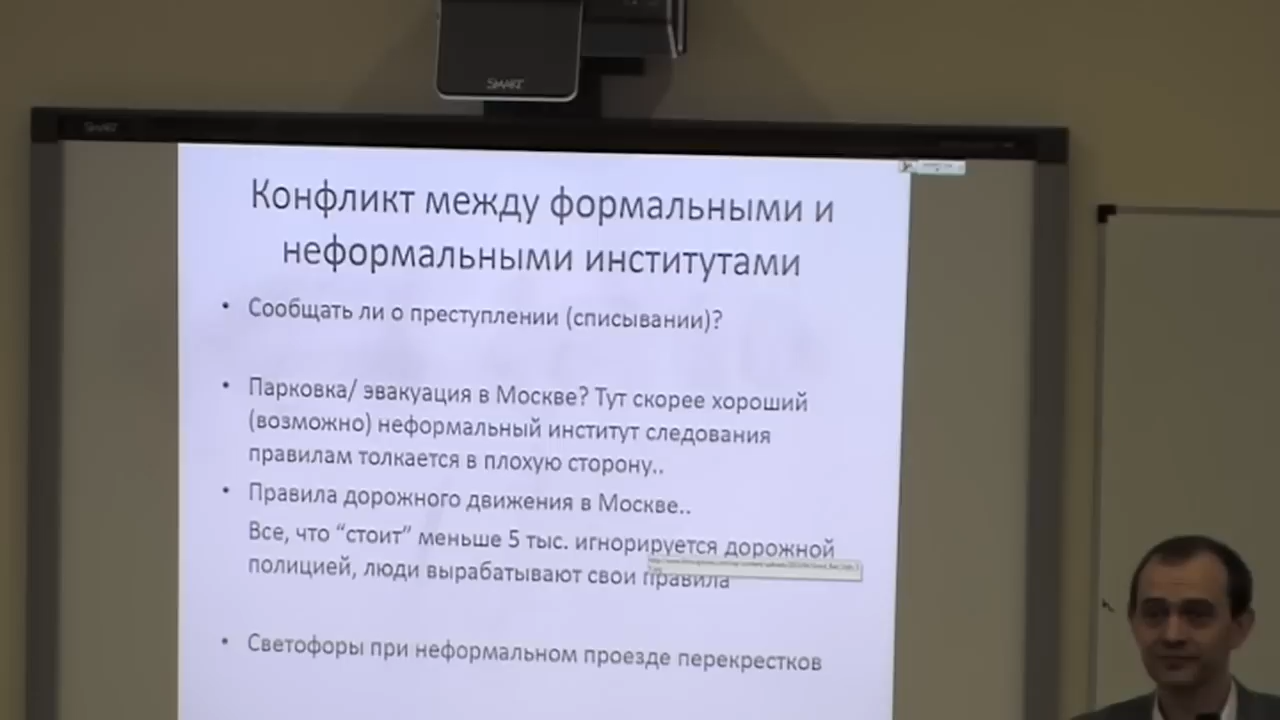 SMART
SMART
Конфликт между формальными и
неформальными институтами
• Сообщать ли о преступлении (списывании)?
• Парковка/ эвакуация в Москве? Тут скорее хороший
(возможно) неформальный институт следования
правилам толкается в плохую сторону..
• Правила дорожного движения в Москве..
Все, что “стоит” меньше 5 тыс. игнорируется дорожной
полицией, люди вырабатывают свои правила
• Светофоры при неформальном проезде перекрестков